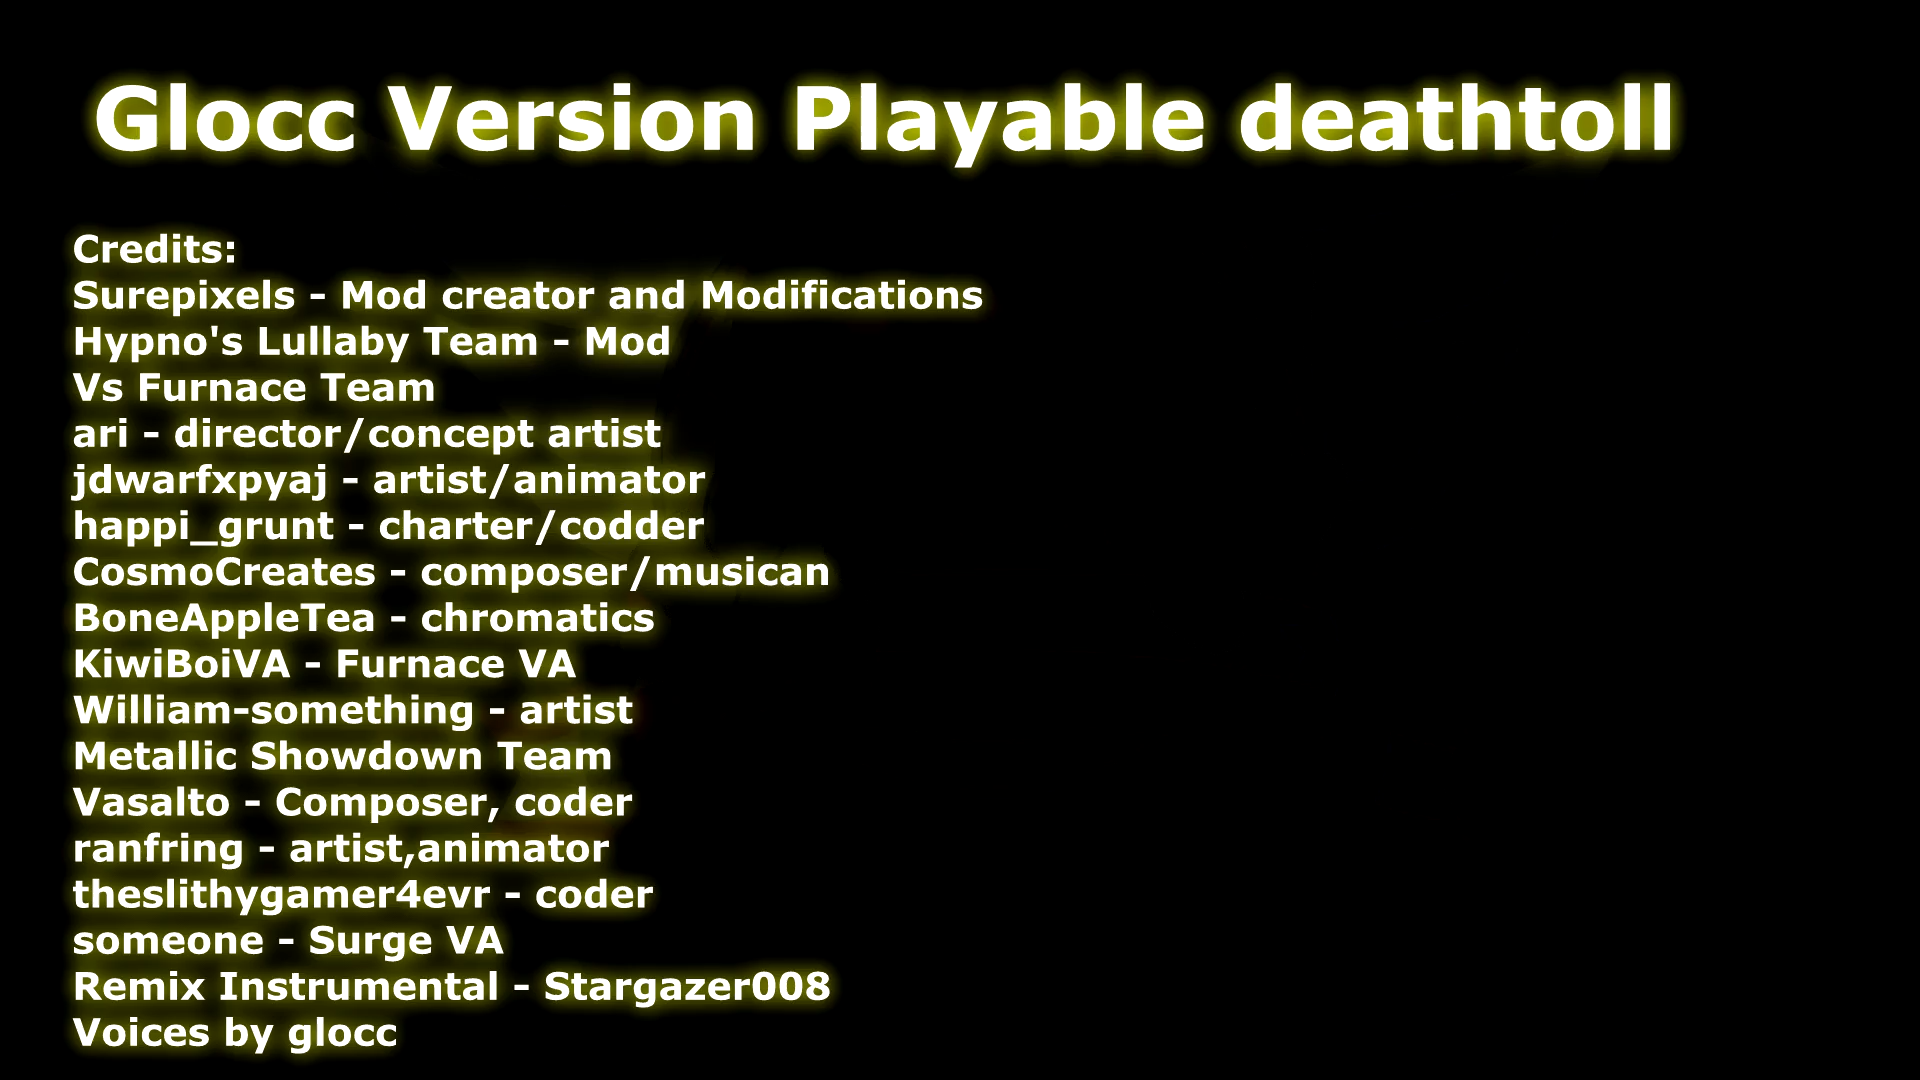 Glocc Version Playable deathtoll
Credits:
Surepixels - Mod creator and Modifications
Hypno's Lullaby Team - Mod
Vs Furnace Team
ari - director/concept artist
jdwarfxpyaj - artist/animator
happi_grunt - charter/codder
CosmoCreates - composer/musican
BoneAppleTea - chromatics
KiwiBoiVA - Furnace VA
William-something - artist
Metallic Showdown Team
Vasalto - Composer, coder
ranfring - artist,animator
theslithygamer4evr - coder
someone - Surge VA
Remix Instrumental - Stargazer008
Voices by glocc